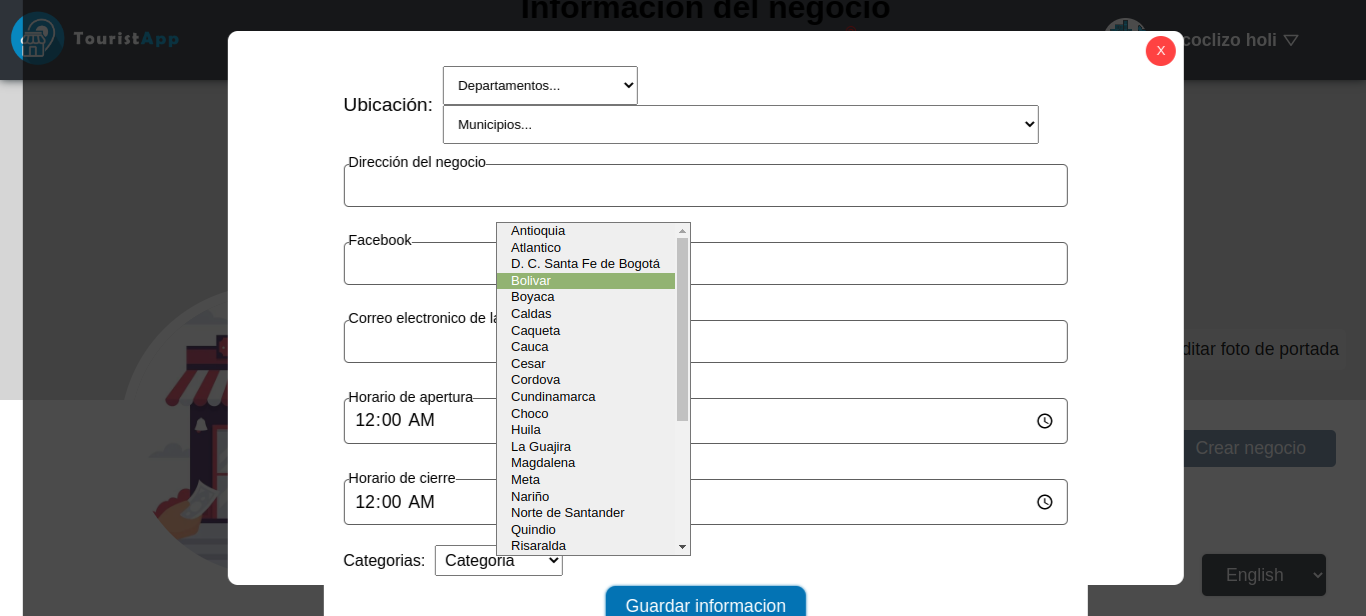 Informacion del negocio
TouristApp
coclizo holi
X
Ubicación:
Departamentos...
Municipios...
Dirección del negocio
Facebook
Correo electronico de
Horario de apertura
12:00 AM
Horario de cierre
12:00 AM
Categorias:
Categoria
Antioquia
Atlantico
D. C. Santa Fe de Bogotá
Bolivar
Boyaca
Caldas
Caqueta
Cauca
Cesar
Cordova
Cundinamarca
Choco
Huila
La Guajira
Magdalena
Meta
Nariño
Norte de Santander
Quindio
Risaralda
ditar foto de portada
Crear negocio
English
Guardar informacion